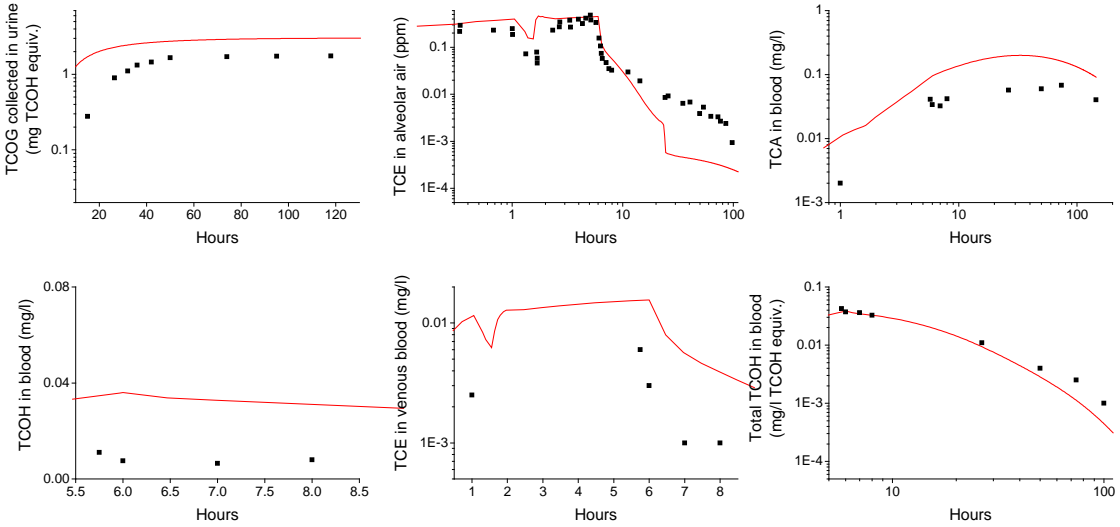 TCOG collected in urine
(mg TCOH equiv.)
1
0.1
20
40
60
80
100
120
Hours
TCE in alveolar air (ppm)
0.1
0.01
1E-3
1E-4
1
10
100
Hours
TCA in blood (mg/l)
1
0.1
0.01
1E-3
1
10
100
Hours
TCOH in blood (mg/l)
0.08
0.04
0.00
5.5
6.0
6.5
7.0
7.5
8.0
8.5
Hours
TCE in venous blood (mg/l)
0.01
1E-3
1
2
3
4
5
6
7
8
Hours
Total TCOH in blood
(mg/l TCOH equiv.)
0.1
0.01
1E-3
1E-4
10
100
Hours